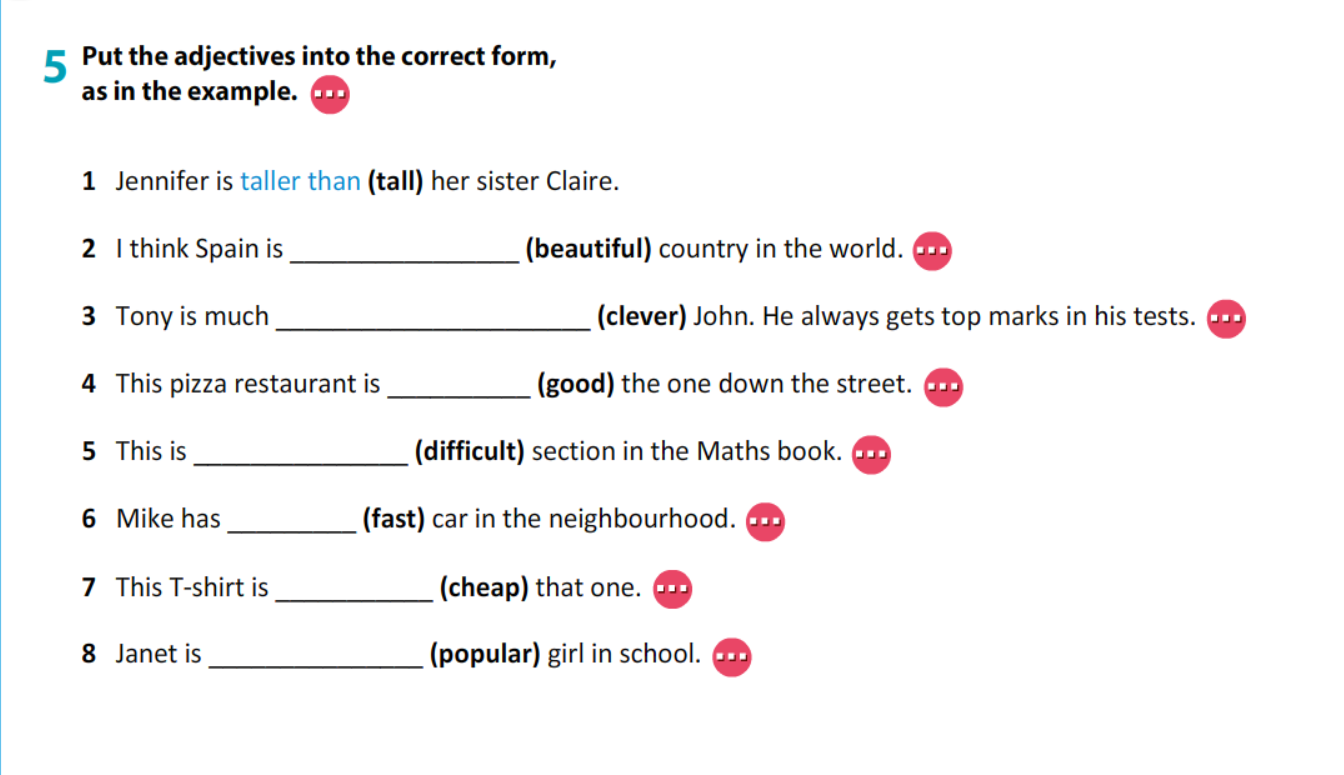 5 Put the adjectives into the correct form,
as in the example.
1 Jennifer is taller than (tall) her sister Claire.
2 I think Spain is ________________ (beautiful) country in the world.
3 Tony is much ______________________ (clever) John. He always gets top marks in his tests.
4 This pizza restaurant is __________ (good) the one down the street.
5 This is _______________ (difficult) section in the Maths book.
6 Mike has _________ (fast) car in the neighbourhood.
7 This T-shirt is ___________ (cheap) that one.
8 Janet is _______________ (popular) girl in school.